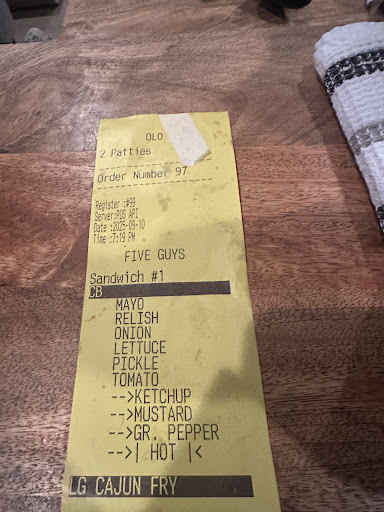 OLO
2 Patties
Order Number 97
Register :#99
Server:POS API
Date :2025-09-10
Time :7:19 PM
FIVE GUYS
Sandwich #1
CB
MAYO
RELISH
ONION
LETTUCE
PICKLE
TOMATO
-->KETCHUP
-->MUSTARD
-->GR. PEPPER
-->| HOT |<
LG CAJUN FRY